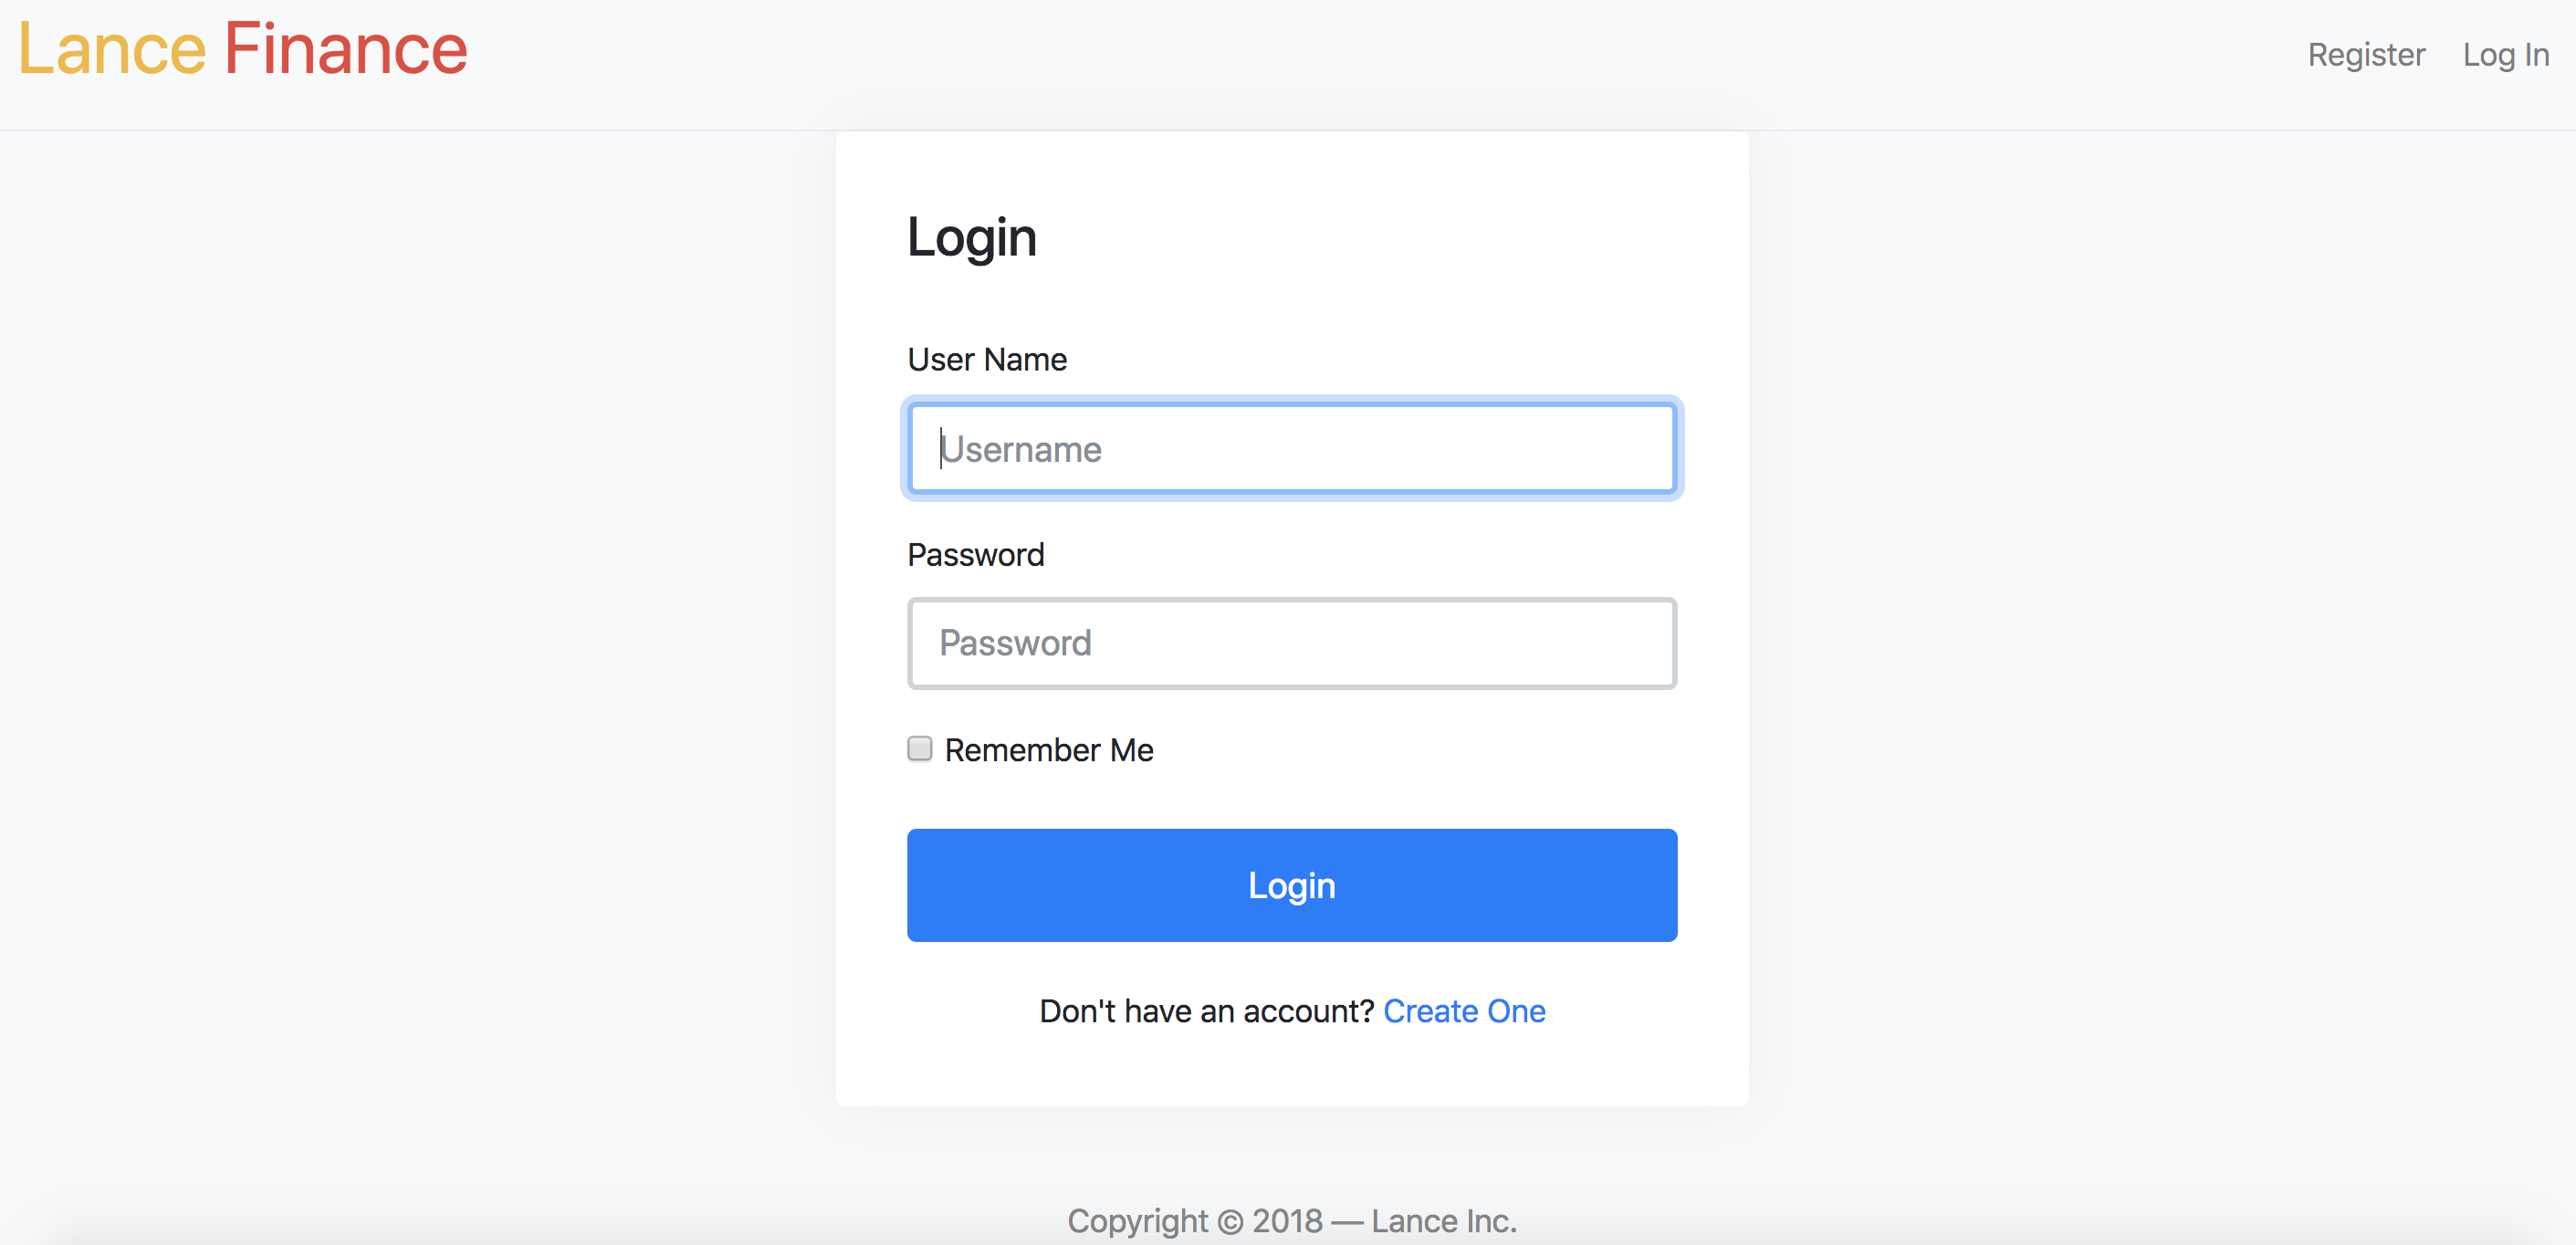 Lance Finance
Register Log In
Login
User Name
Username
Password
Password
Remember Me
Login
Don't have an account? Create One
Copyright © 2018 — Lance Inc.